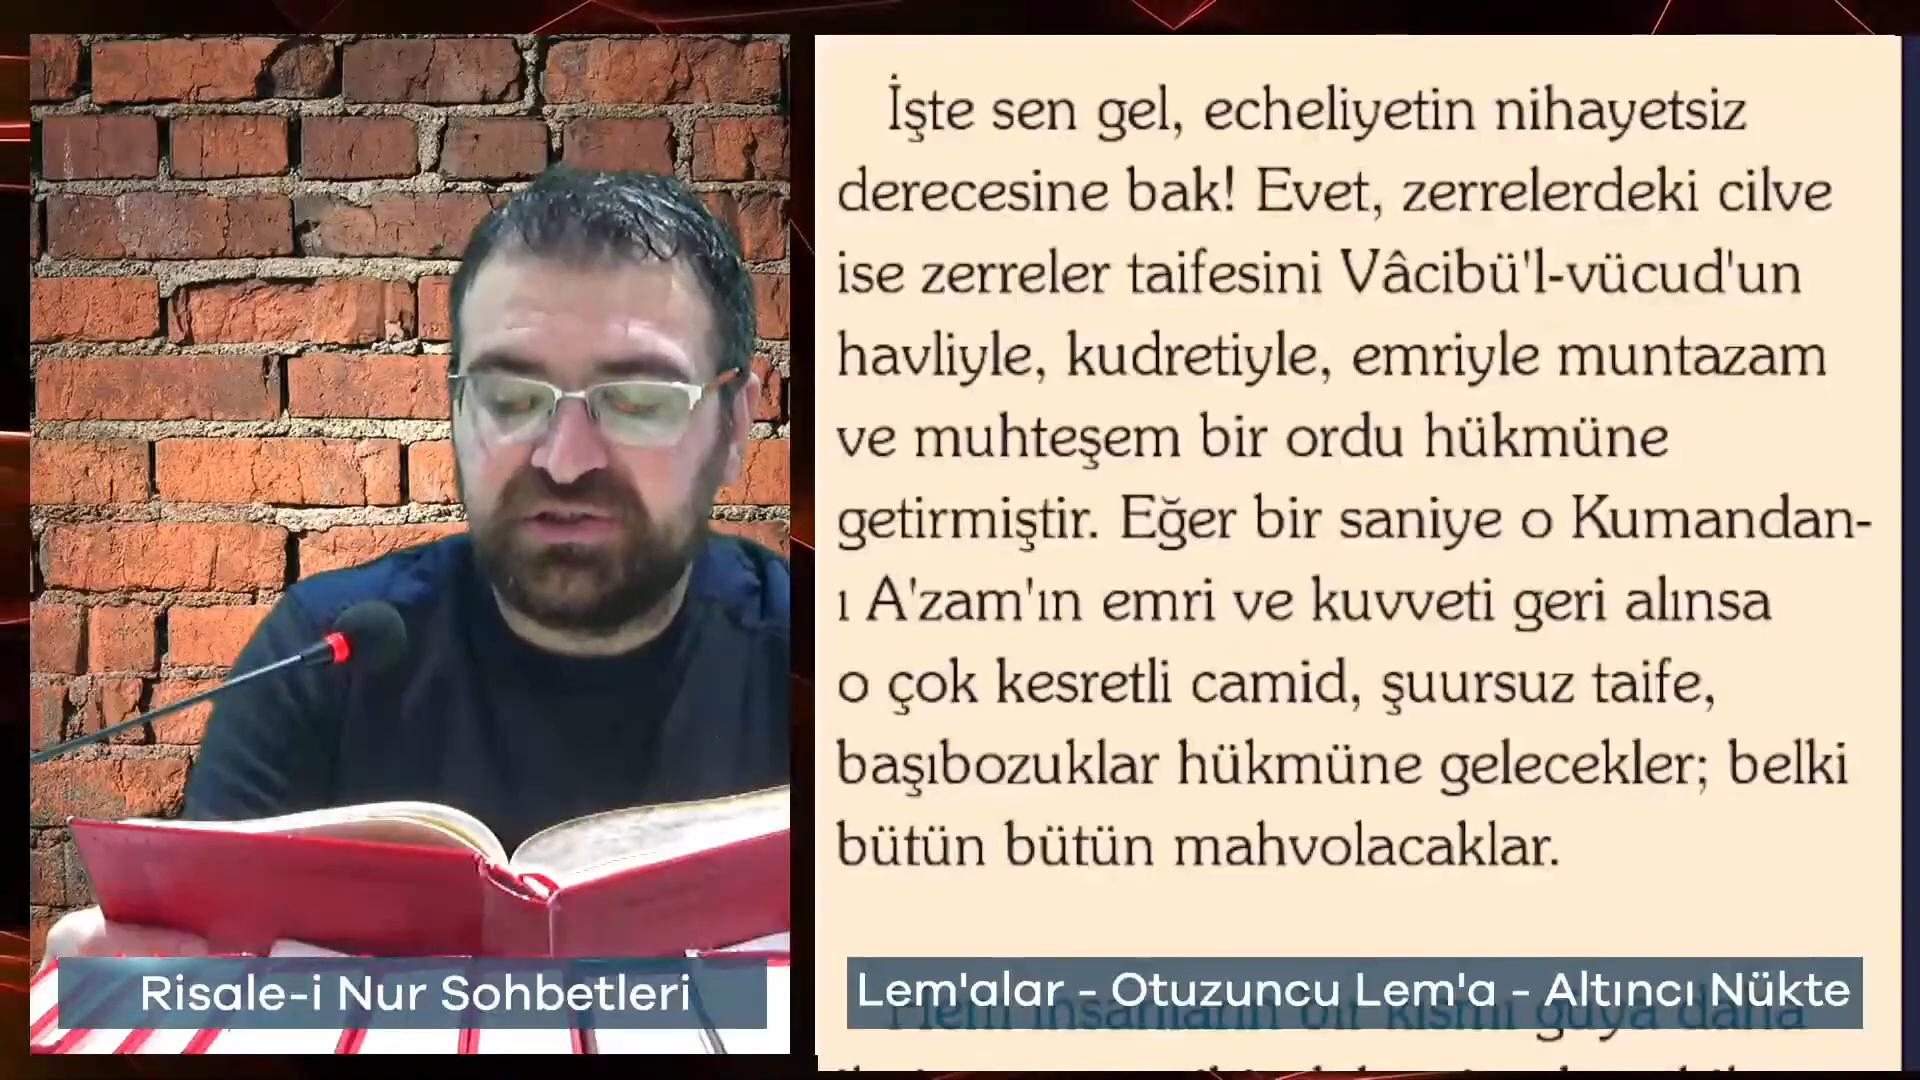 İşte sen gel, echeliyetin nihayetsiz
derecesine bak! Evet, zerrelerdeki cilve
ise zerreler taifesini Vâcibü'l-vücud'un
havliyle, kudretiyle, emriyle muntazam
ve muhteşem bir ordu hükmüne
getirmiştir. Eğer bir saniye o Kumandan-
ı A'zam'ın emri ve kuvveti geri alınsa
o çok kesretli camid, şuursuz taife,
başıbozuklar hükmüne gelecekler; belki
bütün bütün mahvolacaklar.
Risale-i Nur Sohbetleri
Lem'alar - Otuzuncu Lem'a - Altıncı Nükte